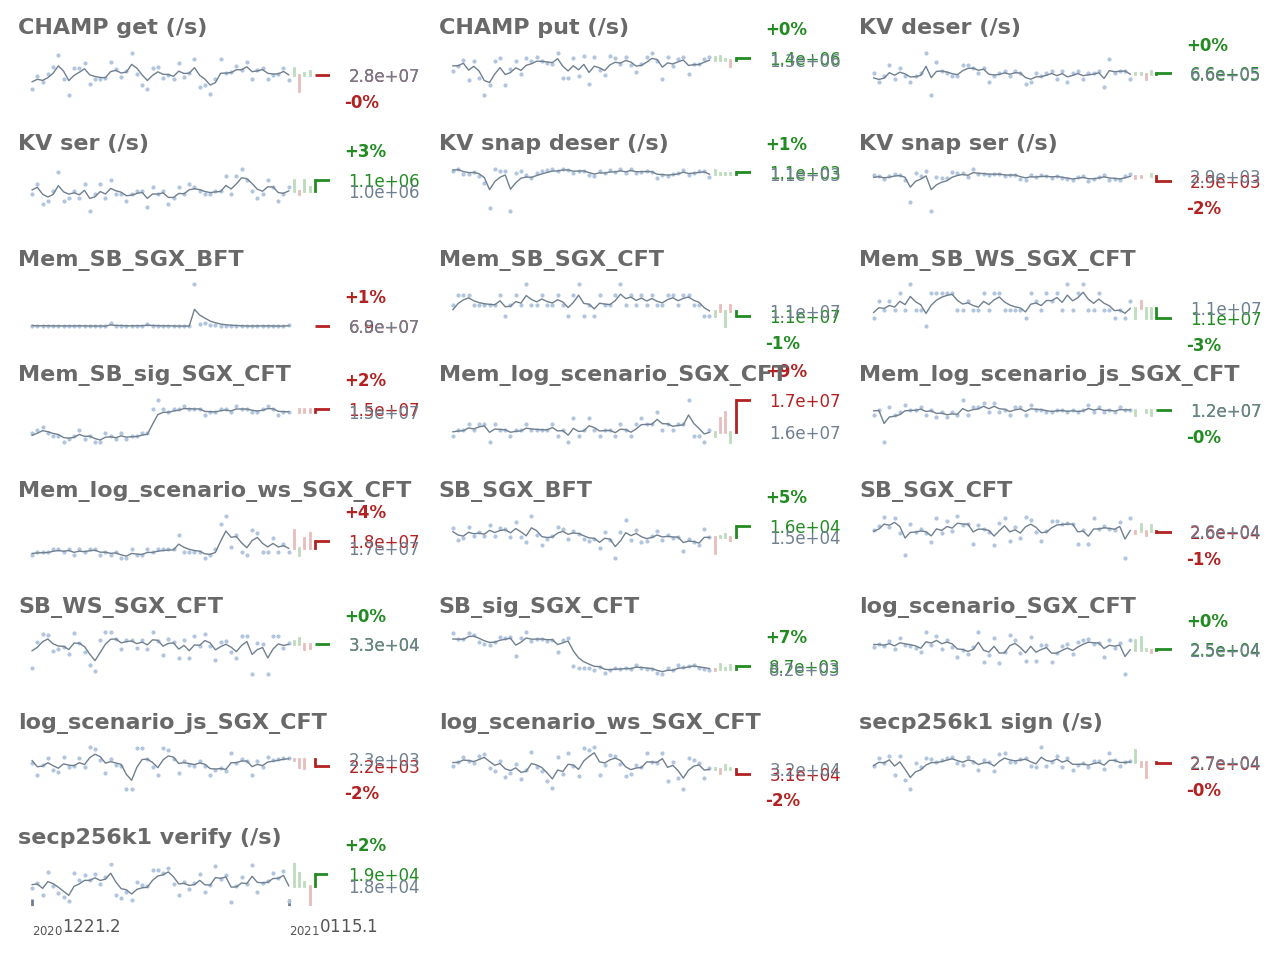 CHAMP get (/s)
2.8e+07
-0%
CHAMP put (/s)
+0%
1.4e+06
KV deser (/s)
+0%
6.6e+05
KV ser (/s)
+3%
1.1e+06
1.0e+06
KV snap deser (/s)
+1%
1.1e+03
1.1e+03
KV snap ser (/s)
2.9e+03
2.9e+03
-2%
Mem_SB_SGX_BFT
+1%
6.9e+07
Mem_SB_SGX_CFT
1.1e+07
1.1e+07
-1%
Mem_SB_WS_SGX_CFT
1.1e+07
1.1e+07
-3%
Mem_SB_sig_SGX_CFT
+2%
1.5e+07
1.5e+07
Mem_log_scenario_SGX_CFT
+9%
1.7e+07
1.6e+07
Mem_log_scenario_js_SGX_CFT
1.2e+07
-0%
Mem_log_scenario_ws_SGX_CFT
+4%
1.8e+07
1.7e+07
SB_SGX_BFT
+5%
1.6e+04
1.5e+04
SB_SGX_CFT
2.6e+04
-1%
SB_WS_SGX_CFT
+0%
3.3e+04
SB_sig_SGX_CFT
+7%
8.7e+03
8.2e+03
log_scenario_SGX_CFT
+0%
2.5e+04
log_scenario_js_SGX_CFT
2.3e+03
2.2e+03
-2%
log_scenario_ws_SGX_CFT
3.2e+04
3.1e+04
-2%
secp256k1 sign (/s)
2.7e+04
-0%
secp256k1 verify (/s)
+2%
1.9e+04
1.8e+04
20201221.2
20210115.1